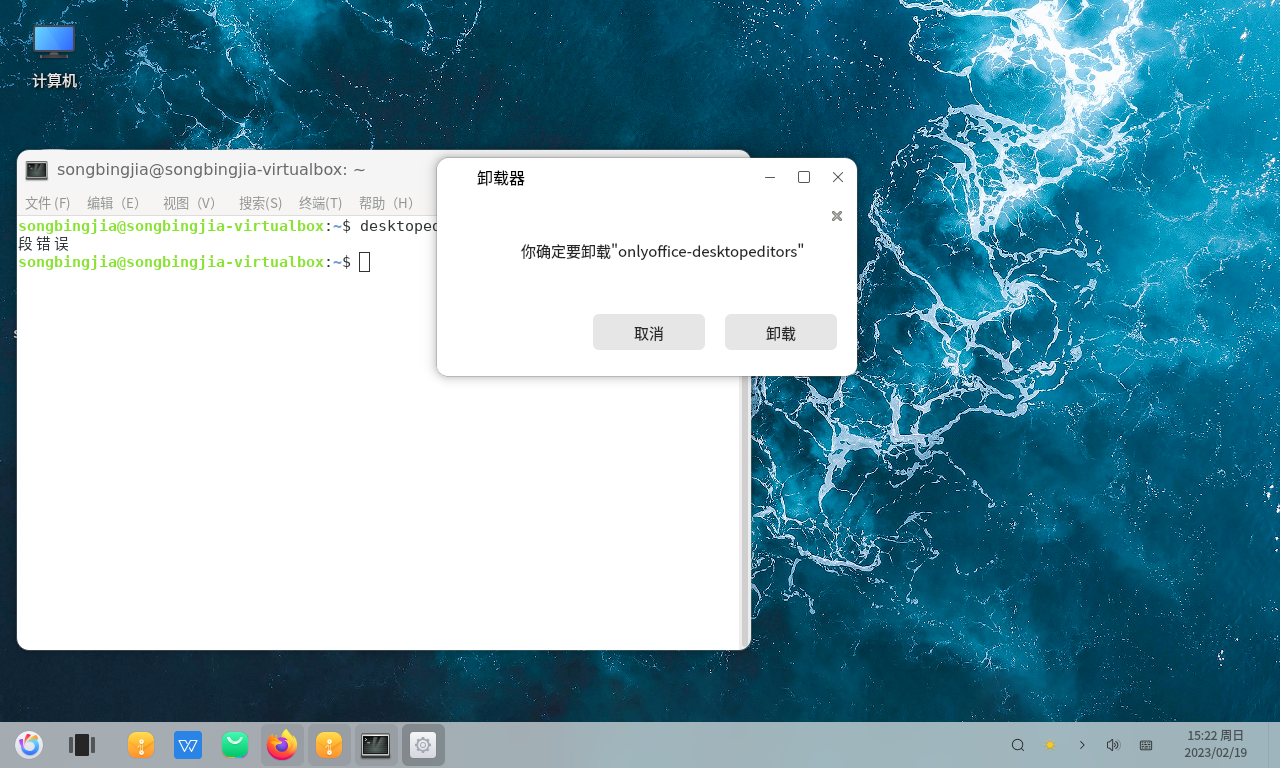 计算机
songbingjia@songbingjia-virtualbox: ~
卸载器
文件 (F) 编辑（E） 视图（V） 搜索(S) 终端(T) 帮助（H）
songbingjia@songbingjia-virtualbox:~$
段错误
songbingjia@songbingjia-virtualbox:~$
你确定要卸载"onlyoffice-desktopeditors"
取消
卸载
15:22 周日
2023/02/19